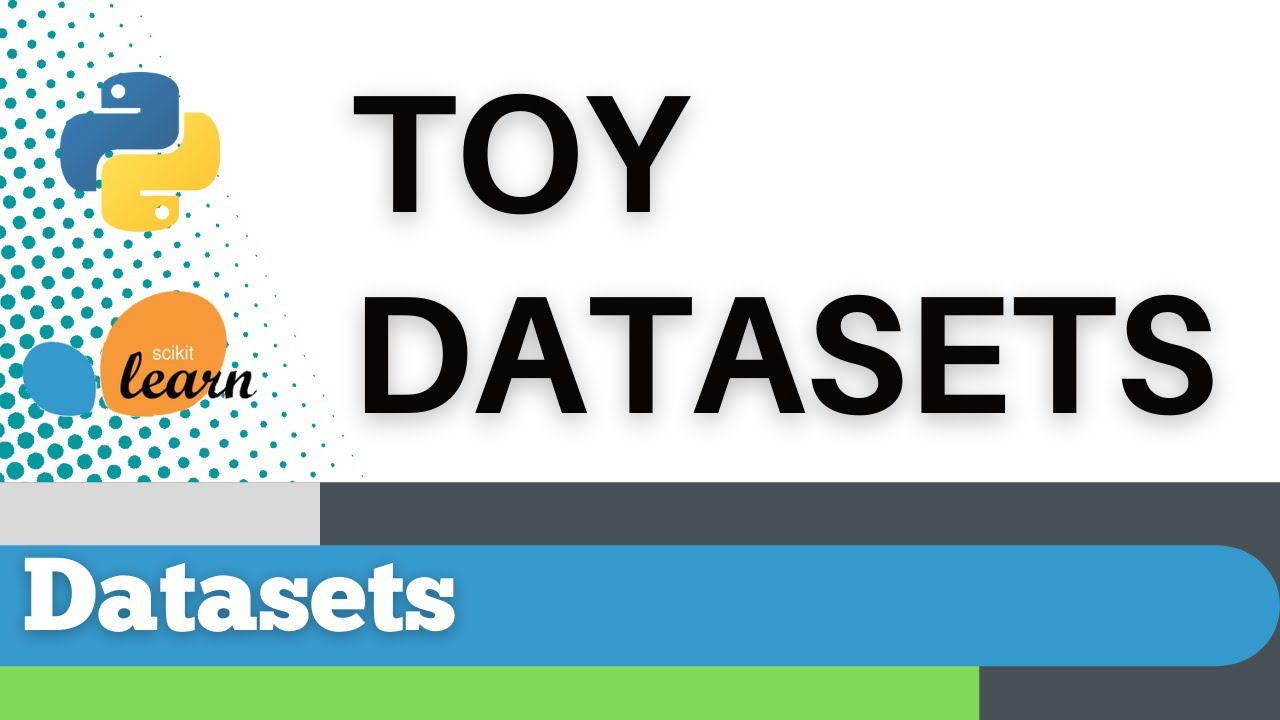 TOY
DATASETS
scikit
learn
Datasets